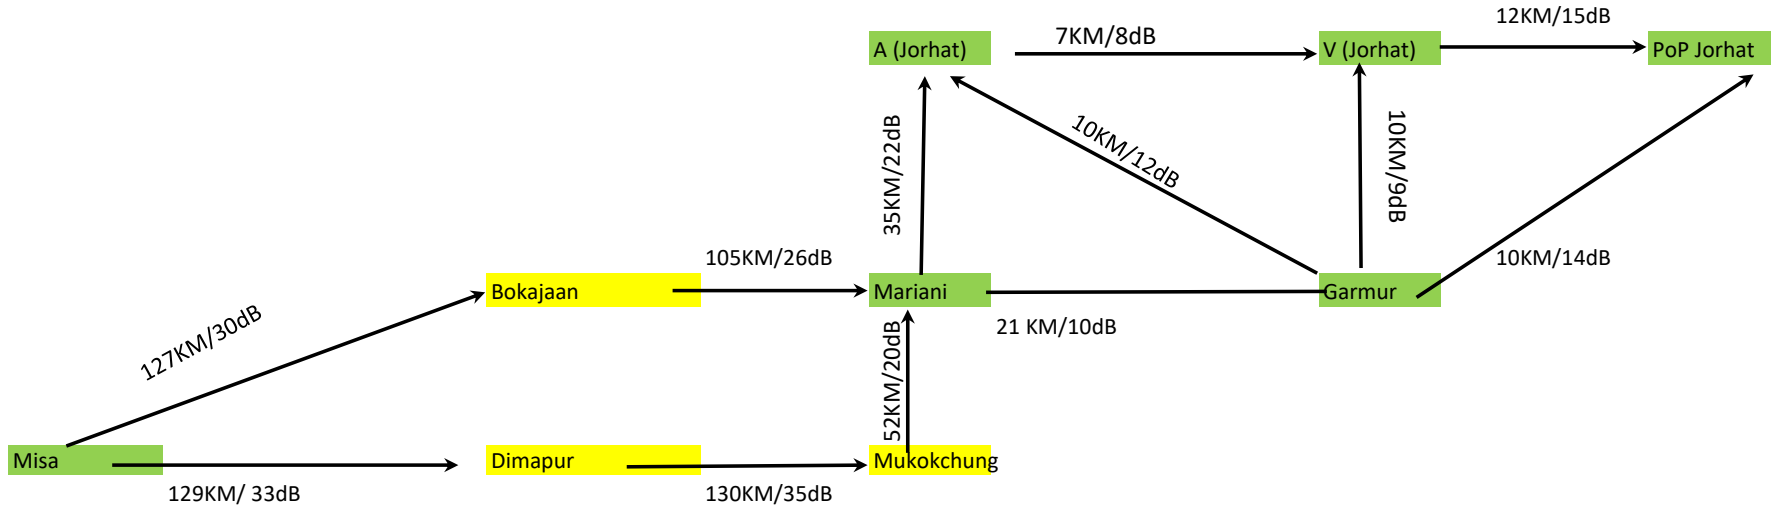 12KM/15dB
A (Jorhat)
7KM/8dB
V (Jorhat)
PoP Jorhat
35KM/22dB
10KM/12dB
10KM/9dB
127KM/30dB
Bokajaan
105KM/26dB
Mariani
21 KM/10dB
Garmur
10KM/14dB
52KM/20dB
Misa
129KM/ 33dB
Dimapur
130KM/35dB
Mukokchung